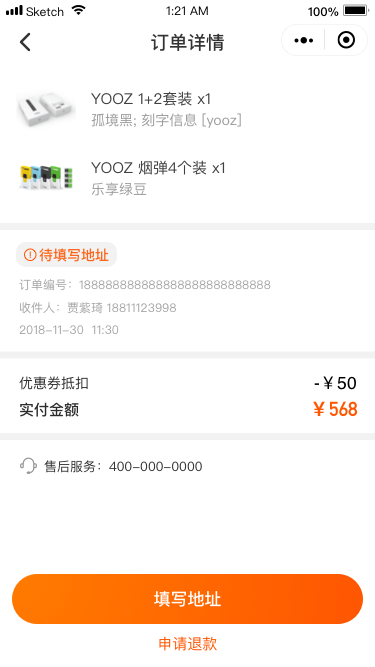 Sketch 1:21 AM 100%
订单详情
YOOZ 1+2套装 x1
孤境黑; 刻字信息 [yooz]
YOOZ 烟弹4个装 x1
乐享绿豆
待填写地址
订单编号：188888888888888888888888888
收件人：贾紫琦 18811123998
2018-11-30 11:30
优惠券抵扣 -￥50
实付金额 ￥568
售后服务：400-000-0000
填写地址
申请退款